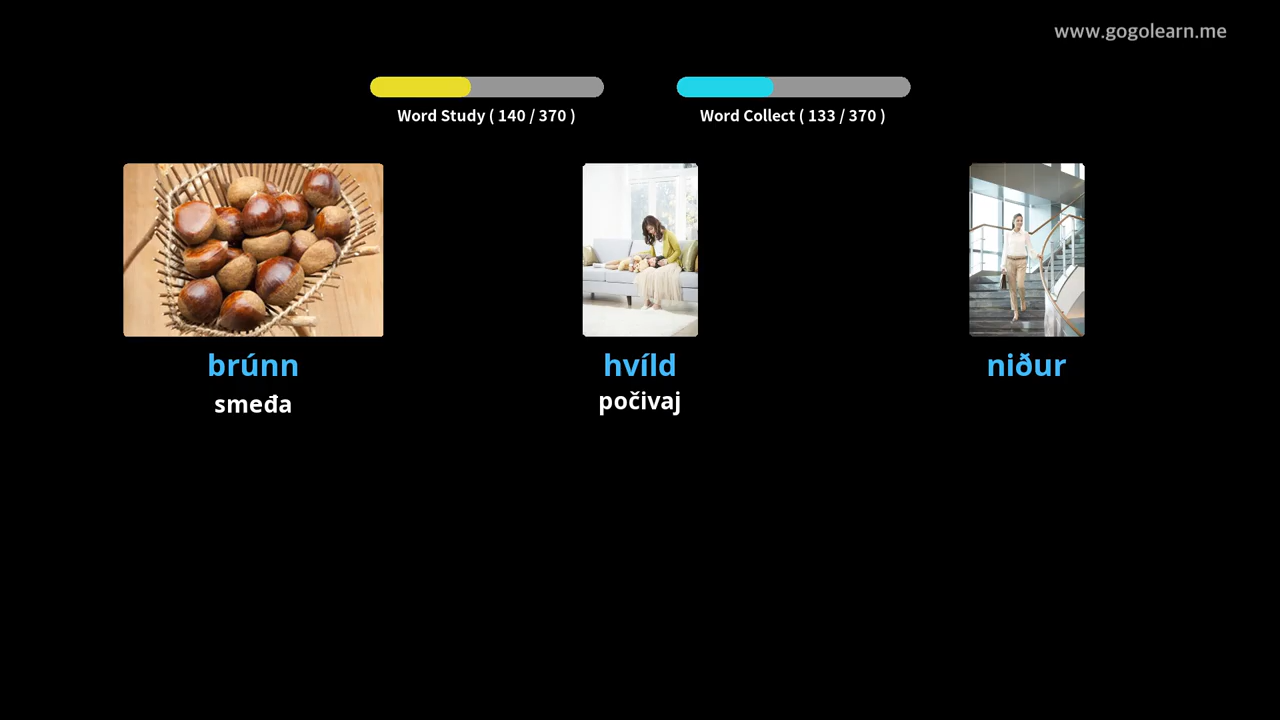 www.gogolearn.me
Word Study ( 140 / 370 )
Word Collect ( 133 / 370 )
brúnn
smeđa
hvíld
počivaj
niður